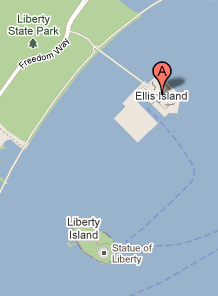 Liberty
State Park
Freedom Way
A
Ellis Island
Liberty
Island
Statue of
Liberty